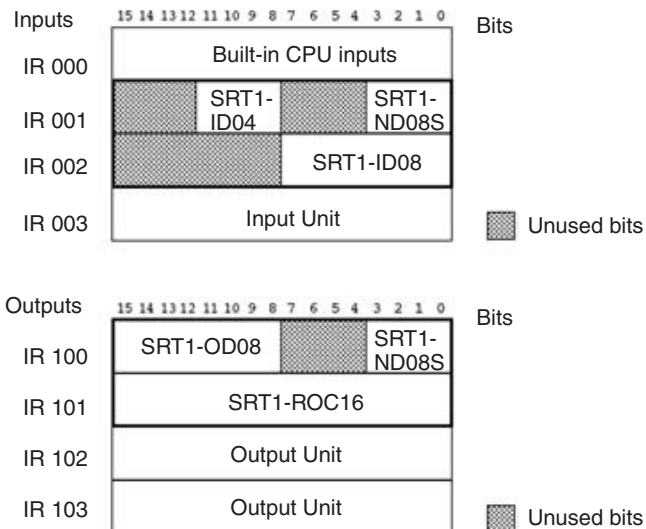 Inputs
15 14 13 12 11 10 9 8 7 6 5 4 3 2 1 0
Bits
IR 000
Built-in CPU inputs
IR 001
SRT1-
ID04
SRT1-
ND08S
IR 002
SRT1-ID08
IR 003
Input Unit
Unused bits
Outputs
15 14 13 12 11 10 9 8 7 6 5 4 3 2 1 0
Bits
IR 100
SRT1-OD08
SRT1-
ND08S
IR 101
SRT1-ROC16
IR 102
Output Unit
IR 103
Output Unit
Unused bits